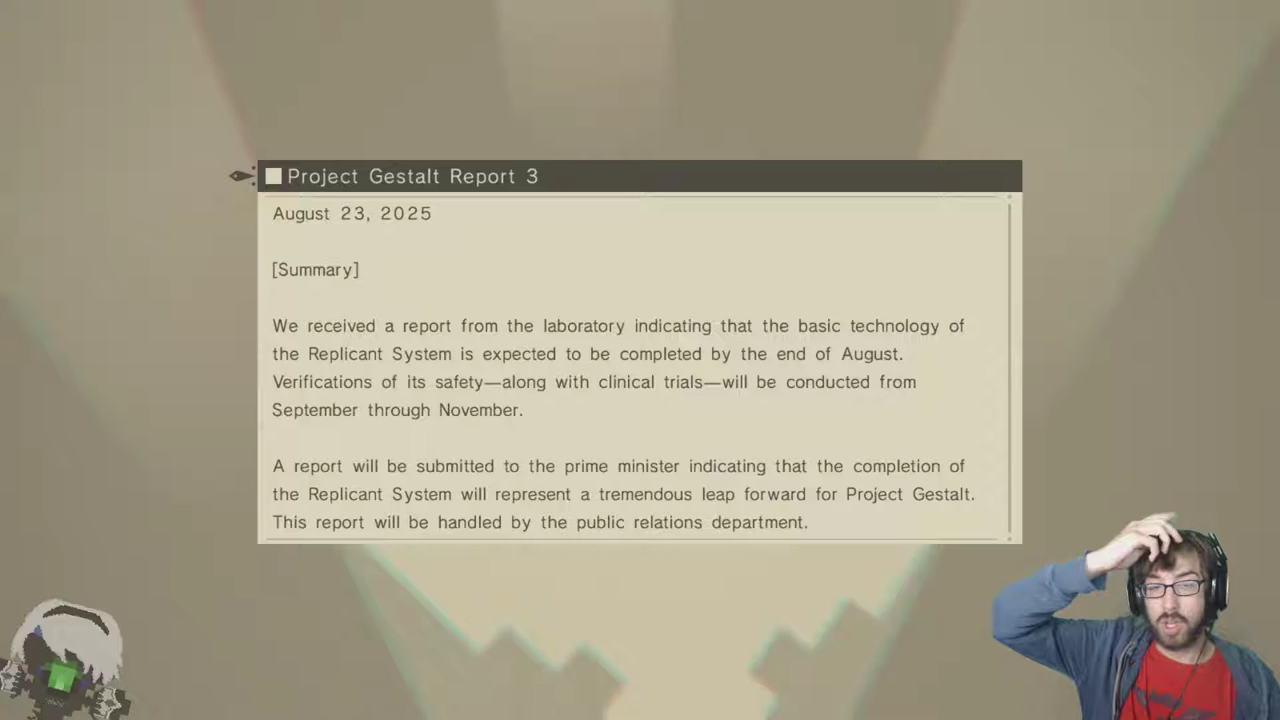 Project Gestalt Report 3
August 23, 2025
[Summary]
We received a report from the laboratory indicating that the basic technology of
the Replicant System is expected to be completed by the end of August.
Verifications of its safety—along with clinical trials—will be conducted from
September through November.
A report will be submitted to the prime minister indicating that the completion of
the Replicant System will represent a tremendous leap forward for Project Gestalt.
This report will be handled by the public relations department.